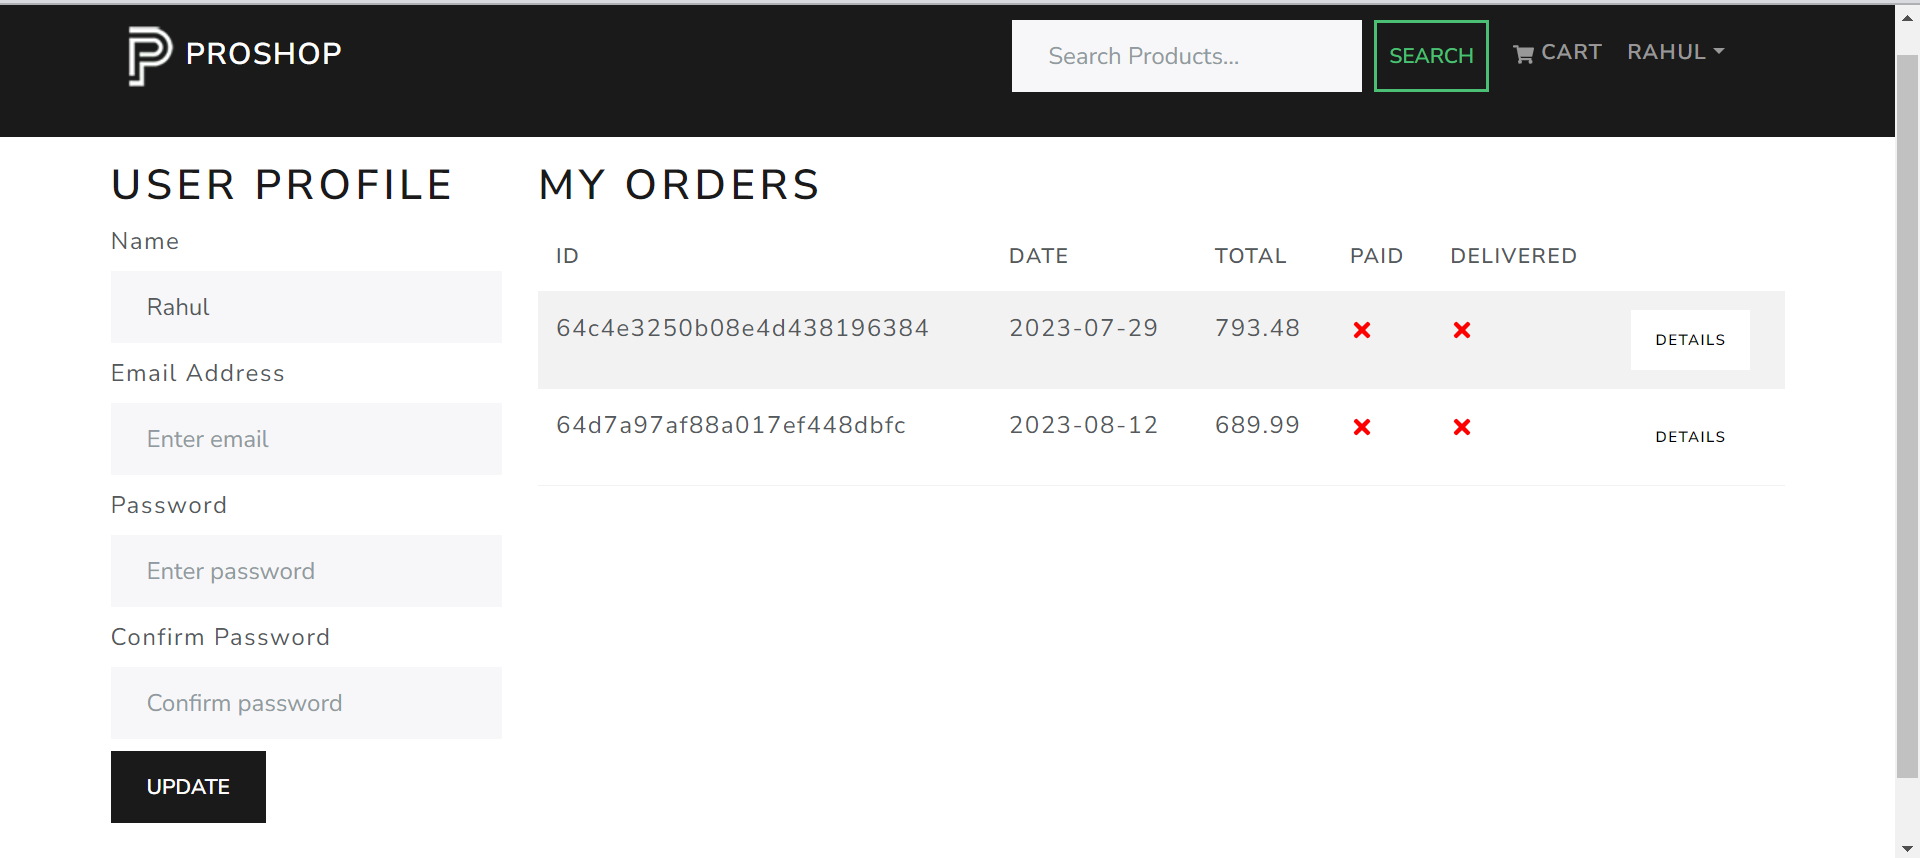 PROSHOP
Search Products...
SEARCH
CART
RAHUL
USER PROFILE
Name
Rahul
Email Address
Enter email
Password
Enter password
Confirm Password
Confirm password
UPDATE
MY ORDERS
ID DATE TOTAL PAID DELIVERED
64c4e3250b08e4d438196384 2023-07-29 793.48 DETAILS
64d7a97af88a017ef448dbfc 2023-08-12 689.99 DETAILS